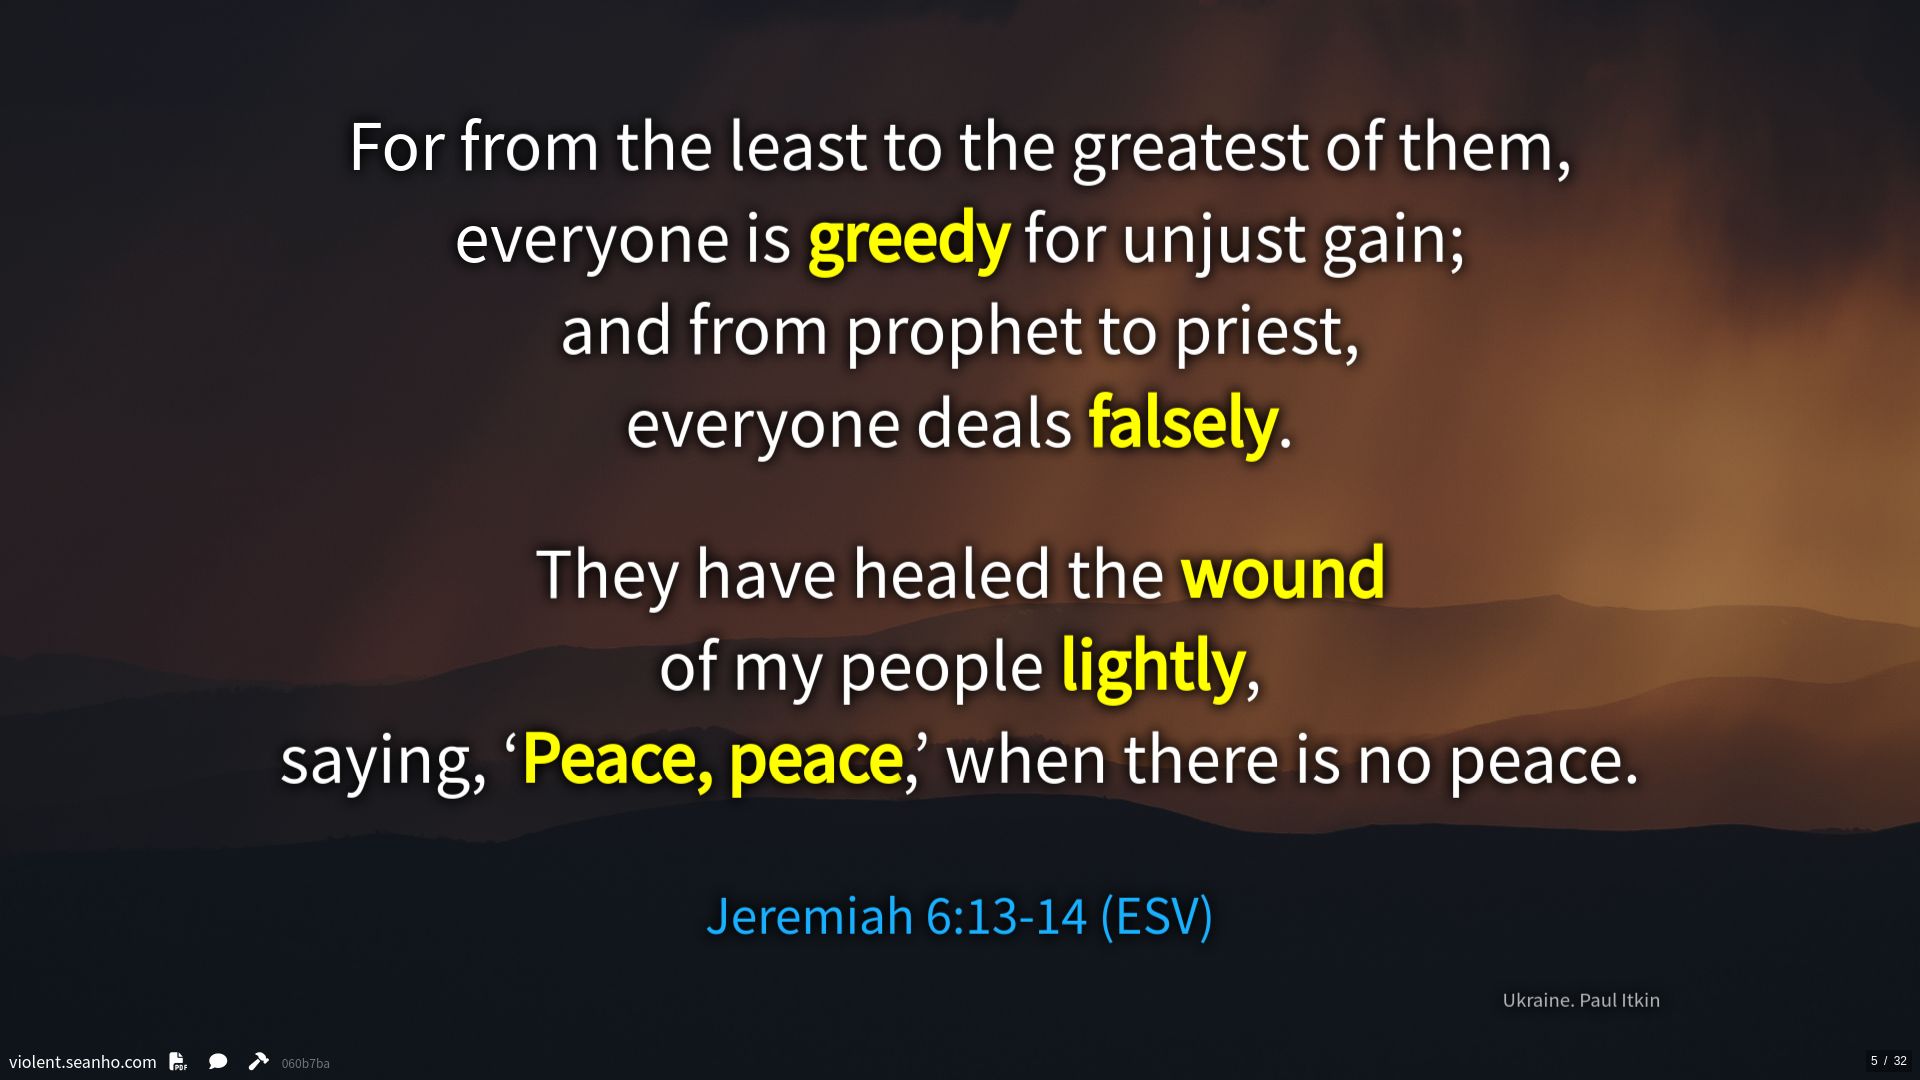 For from the least to the greatest of them,
everyone is greedy for unjust gain;
and from prophet to priest,
everyone deals falsely.
They have healed the wound
of my people lightly,
saying, ‘Peace, peace,’ when there is no peace.
Jeremiah 6:13-14 (ESV)
Ukraine. Paul Itkin
violent.seanho.com PDF 060b7ba
5 / 32